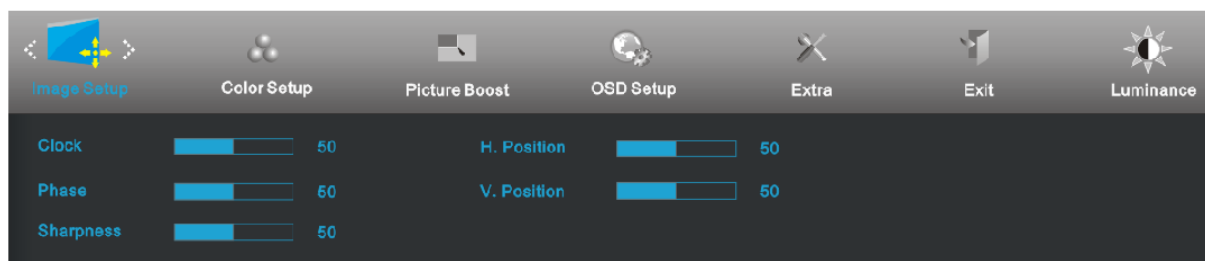 Image Setup Color Setup Picture Boost OSD Setup Extra Exit Luminance
Clock 50 H. Position 50
Phase 50 V. Position 50
Sharpness 50